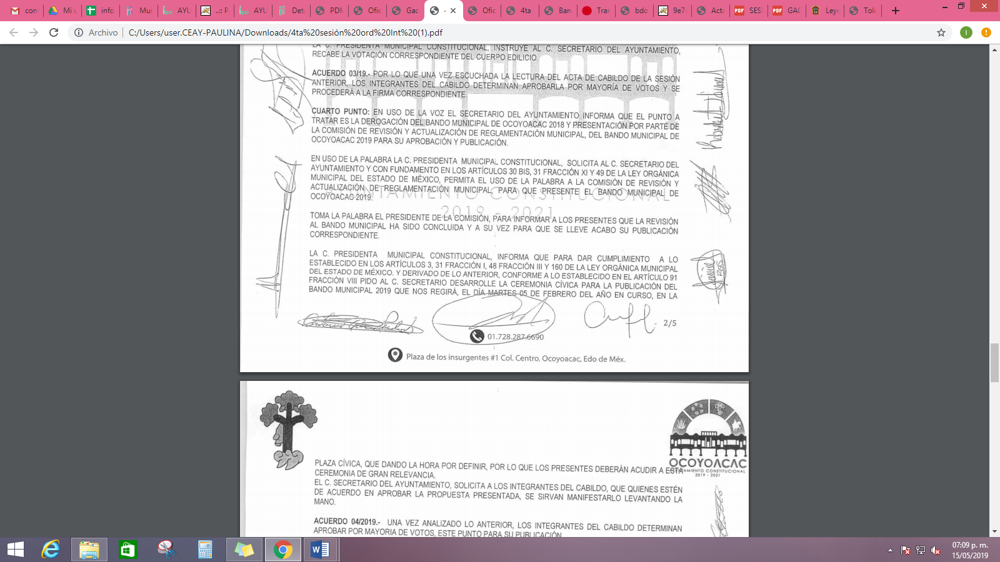 con
Mi u
info
Mur
AYU
..:: P
AYU
Det
PDM
Ofic
Gac
Ofic
4ta
Ban
Tran
bdo
9e7
Acta
SES
GAC
Leye
Tolu
Archivo | C:/Users/user.CEAY-PAULINA/Downloads/4ta%20sesión%20ord%20Int%20(1).pdf
LA C. PRESIDENTA MUNICIPAL CONSTITUCIONAL, INSTRUYE AL C. SECRETARIO DEL AYUNTAMIENTO,
RECABE LA VOTACIÓN CORRESPONDIENTE DEL CUERPO EDILICIO.
ACUERDO 03/19.- POR LO QUE UNA VEZ ESCUCHADA LA LECTURA DEL ACTA DE CABILDO DE LA SESIÓN
ANTERIOR, LOS INTEGRANTES DEL CABILDO DETERMINAN APROBARLA POR MAYORÍA DE VOTOS Y SE
PROCEDERÁ A LA FIRMA CORRESPONDIENTE.
CUARTO PUNTO: EN USO DE LA VOZ EL SECRETARIO DEL AYUNTAMIENTO INFORMA QUE EL PUNTO A
TRATAR ES LA DEROGACIÓN DEL BANDO MUNICIPAL DE OCOYOACAC 2018 Y PRESENTACIÓN POR PARTE DE
LA COMISIÓN DE REVISIÓN Y ACTUALIZACIÓN DE REGLAMENTACIÓN MUNICIPAL, DEL BANDO MUNICIPAL DE
OCOYOACAC 2019 PARA SU APROBACIÓN Y PUBLICACIÓN.
EN USO DE LA PALABRA LA C. PRESIDENTA MUNICIPAL CONSTITUCIONAL, SOLICITA AL C. SECRETARIO DEL
AYUNTAMIENTO Y CON FUNDAMENTO EN LOS ARTÍCULOS 30 BIS, 31 FRACCIÓN XI Y 49 DE LA LEY ORGÁNICA
MUNICIPAL DEL ESTADO DE MÉXICO, PERMITA EL USO DE LA PALABRA A LA COMISIÓN DE REVISIÓN Y
ACTUALIZACIÓN DE REGLAMENTACIÓN MUNICIPAL, PARA QUE PRESENTE EL BANDO MUNICIPAL DE
OCOYOACAC 2019.
AYUNTAMIENTO CONSTITUCIONAL
2019 - 2021
TOMA LA PALABRA EL PRESIDENTE DE LA COMISIÓN, PARA INFORMAR A LOS PRESENTES QUE LA REVISIÓN
AL BANDO MUNICIPAL HA SIDO CONCLUIDA Y A SU VEZ PARA QUE SE LLEVE ACABO SU PUBLICACIÓN
CORRESPONDIENTE.
LA C. PRESIDENTA MUNICIPAL CONSTITUCIONAL, INFORMA QUE PARA DAR CUMPLIMIENTO A LO
ESTABLECIDO EN LOS ARTÍCULOS 3, 31 FRACCIÓN I, 48 FRACCIÓN III Y 160 DE LA LEY ORGÁNICA MUNICIPAL
DEL ESTADO DE MÉXICO. Y DERIVADO DE LO ANTERIOR, CONFORME A LO ESTABLECIDO EN EL ARTÍCULO 91
FRACCIÓN VIII PIDO AL C. SECRETARIO DESARROLLE LA CEREMONIA CÍVICA PARA LA PUBLICACIÓN DEL
BANDO MUNICIPAL 2019 QUE NOS REGIRÁ, EL DÍA MARTES 05 DE FEBRERO DEL AÑO EN CURSO, EN LA
2/5
01.728.287.6690
Plaza de los insurgentes #1 Col. Centro, Ocoyoacac, Edo de Méx.
OCOYOACAC
AYUNTAMIENTO CONSTITUCIONAL
2019 - 2021
PLAZA CÍVICA, QUE DANDO LA HORA POR DEFINIR, POR LO QUE LOS PRESENTES DEBERÁN ACUDIR A ESTA
CEREMONIA DE GRAN RELEVANCIA.
EL C. SECRETARIO DEL AYUNTAMIENTO, SOLICITA A LOS INTEGRANTES DEL CABILDO, QUE QUIENES ESTÉN
DE ACUERDO EN APROBAR LA PROPUESTA PRESENTADA, SE SIRVAN MANIFESTARLO LEVANTANDO LA
MANO.
ACUERDO 04/2019.- UNA VEZ ANALIZADO LO ANTERIOR, LOS INTEGRANTES DEL CABILDO DETERMINAN
APROBAR POR MAYORIA DE VOTOS, ESTE PUNTO PARA SU PUBLICACIÓN
07:09 p. m.
15/05/2019